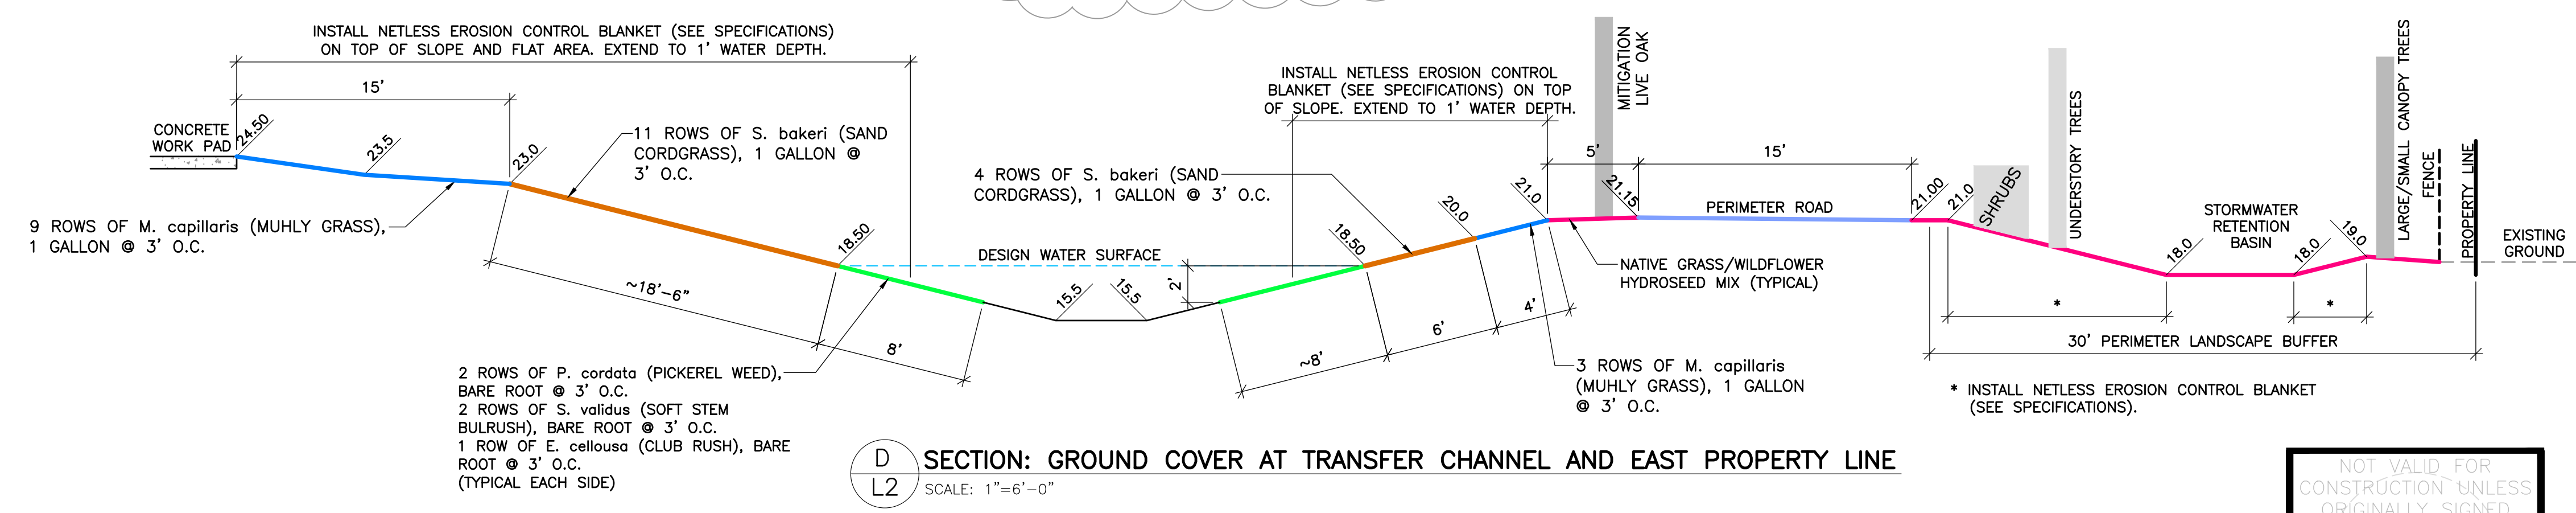 INSTALL NETLESS EROSION CONTROL BLANKET (SEE SPECIFICATIONS)
ON TOP OF SLOPE AND FLAT AREA. EXTEND TO 1' WATER DEPTH.
15'
CONCRETE
WORK PAD
24.50
23.5
23.0
11 ROWS OF S. bakeri (SAND
CORDGRASS), 1 GALLON @
3' O.C.
9 ROWS OF M. capillaris (MUHLY GRASS),
1 GALLON @ 3' O.C.
~18'-6"
8'
18.50
DESIGN WATER SURFACE
15.5
15.5
2'
2 ROWS OF P. cordata (PICKEREL WEED),
BARE ROOT @ 3' O.C.
2 ROWS OF S. validus (SOFT STEM
BULRUSH), BARE ROOT @ 3' O.C.
1 ROW OF E. cellousa (CLUB RUSH), BARE
ROOT @ 3' O.C.
(TYPICAL EACH SIDE)
INSTALL NETLESS EROSION CONTROL
BLANKET (SEE SPECIFICATIONS) ON TOP
OF SLOPE. EXTEND TO 1' WATER DEPTH.
4 ROWS OF S. bakeri (SAND
CORDGRASS), 1 GALLON @ 3' O.C.
18.50
20.0
21.0
~8'
6'
4'
MITIGATION
LIVE OAK
5'
21.15
15'
PERIMETER ROAD
21.00
21.0
NATIVE GRASS/WILDFLOWER
HYDROSEED MIX (TYPICAL)
3 ROWS OF M. capillaris
(MUHLY GRASS), 1 GALLON
@ 3' O.C.
SHRUBS
UNDERSTORY TREES
18.0
STORMWATER
RETENTION
BASIN
18.0
19.0
LARGE/SMALL CANOPY TREES
FENCE
PROPERTY LINE
EXISTING
GROUND
*
*
30' PERIMETER LANDSCAPE BUFFER
* INSTALL NETLESS EROSION CONTROL BLANKET
(SEE SPECIFICATIONS).
D
L2
SECTION: GROUND COVER AT TRANSFER CHANNEL AND EAST PROPERTY LINE
SCALE: 1"=6'-0"
NOT VALID FOR
CONSTRUCTION UNLESS
ORIGINALLY SIGNED